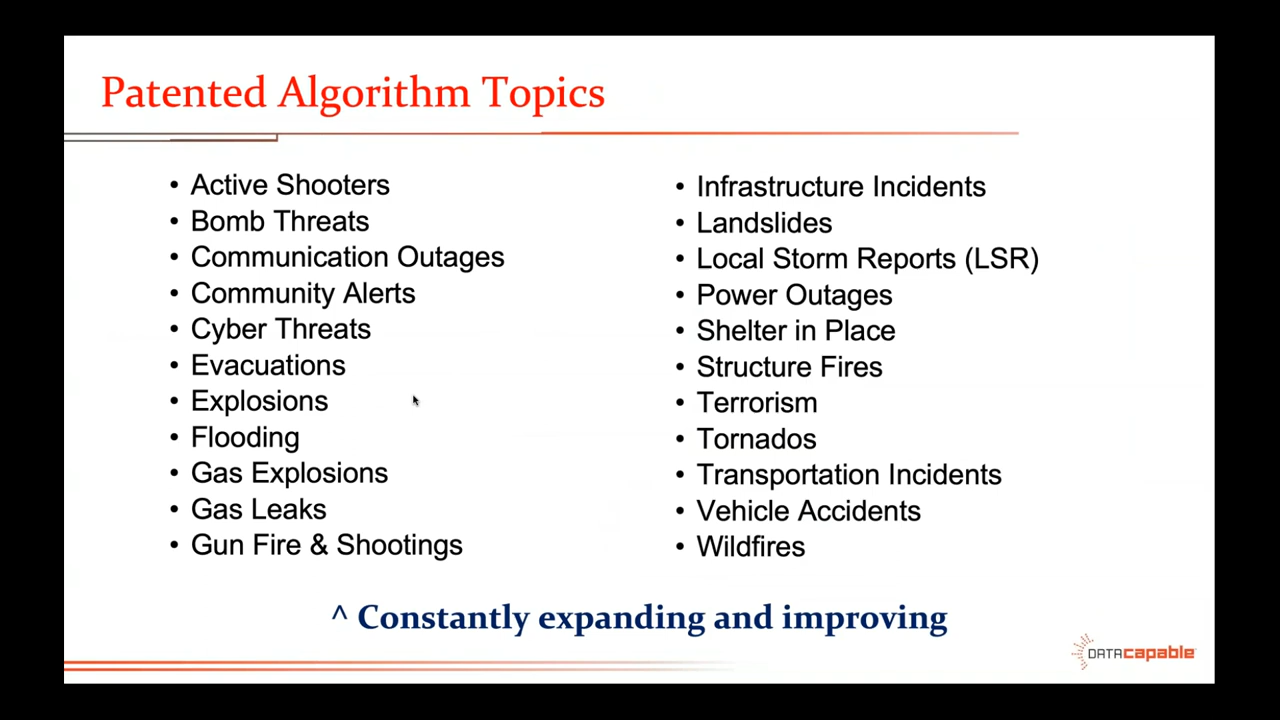 Patented Algorithm Topics
• Active Shooters
• Bomb Threats
• Communication Outages
• Community Alerts
• Cyber Threats
• Evacuations
• Explosions
• Flooding
• Gas Explosions
• Gas Leaks
• Gun Fire & Shootings
• Infrastructure Incidents
• Landslides
• Local Storm Reports (LSR)
• Power Outages
• Shelter in Place
• Structure Fires
• Terrorism
• Tornados
• Transportation Incidents
• Vehicle Accidents
• Wildfires
^ Constantly expanding and improving
DATAcapable